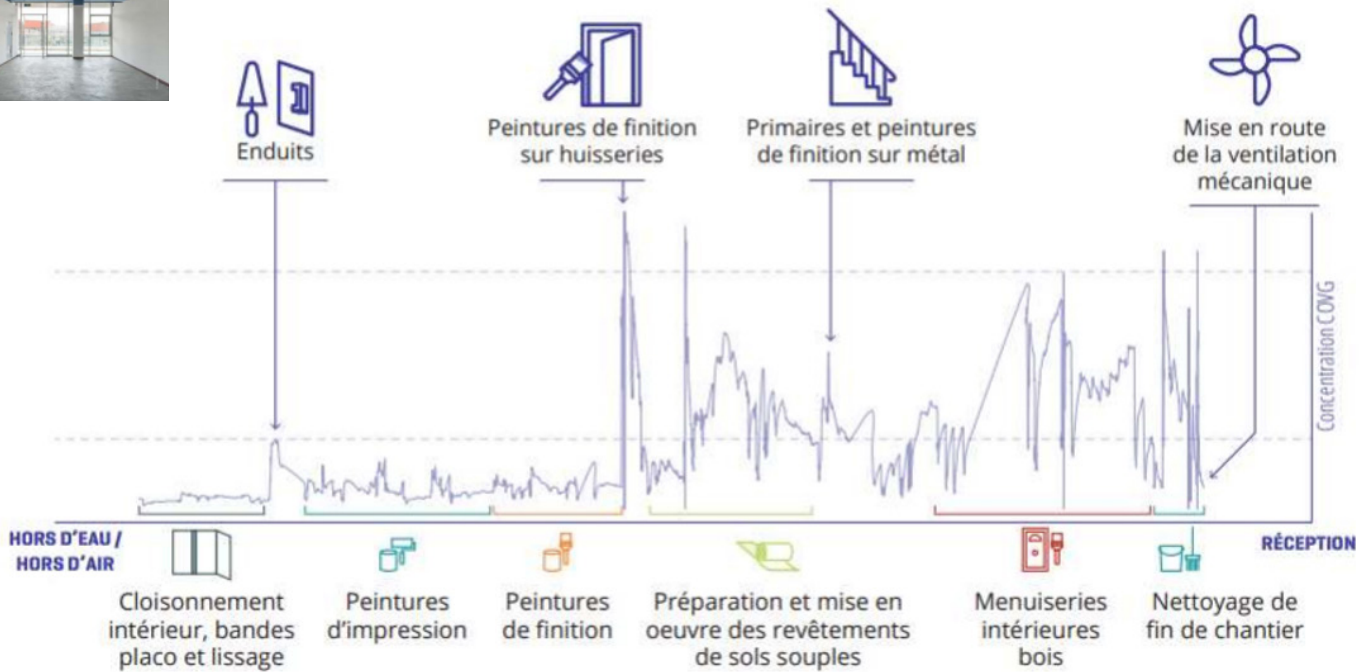 Enduits
Peintures de finition
sur huisseries
Primaires et peintures
de finition sur métal
Mise en route
de la ventilation
mécanique
Concentration COVG
HORS D'EAU /
HORS D'AIR
RÉCEPTION
Cloisonnement
intérieur, bandes
placo et lissage
Peintures
d'impression
Peintures
de finition
Préparation et mise en
oeuvre des revêtements
de sols souples
Menuiseries
intérieures
bois
Nettoyage de
fin de chantier